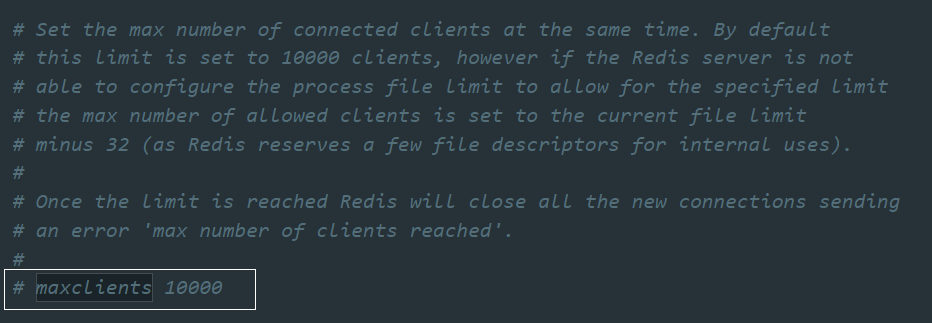 # Set the max number of connected clients at the same time. By default
# this limit is set to 10000 clients, however if the Redis server is not
# able to configure the process file limit to allow for the specified limit
# the max number of allowed clients is set to the current file limit
# minus 32 (as Redis reserves a few file descriptors for internal uses).
#
# Once the limit is reached Redis will close all the new connections sending
# an error 'max number of clients reached'.
#
# maxclients 10000